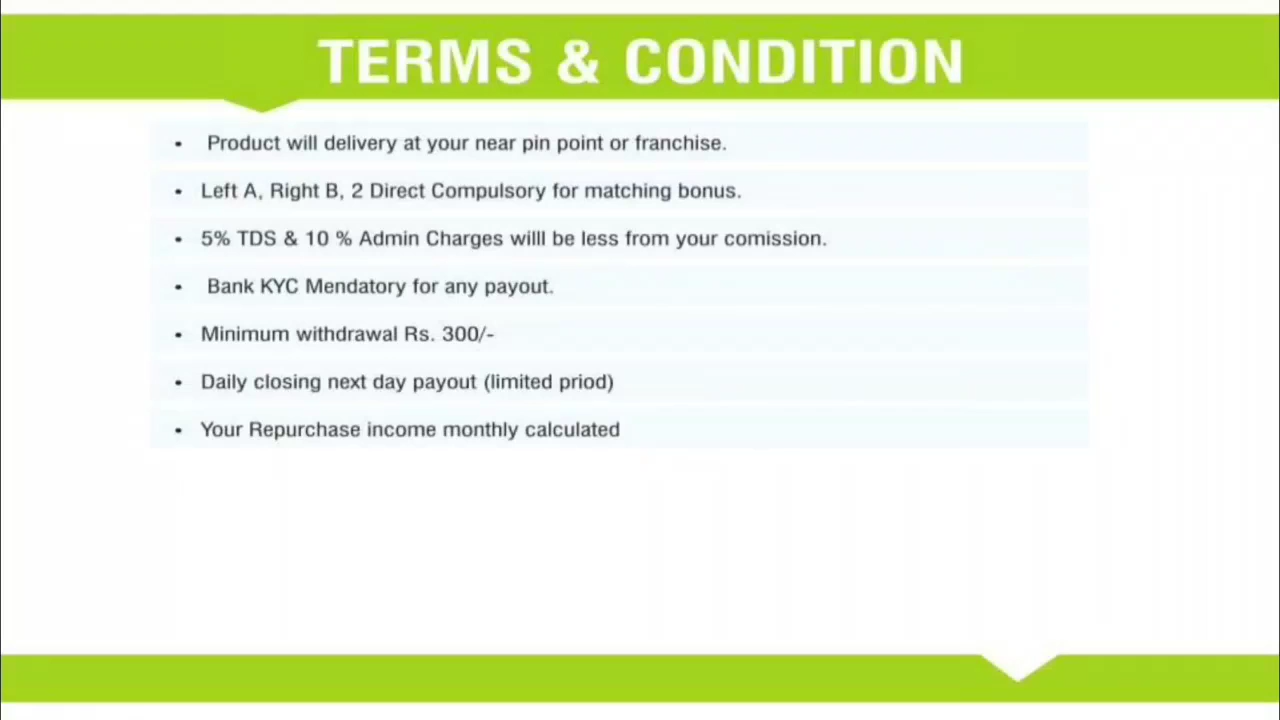 TERMS & CONDITION
• Product will delivery at your near pin point or franchise.
• Left A, Right B, 2 Direct Compulsory for matching bonus.
• 5% TDS & 10 % Admin Charges willl be less from your comission.
• Bank KYC Mendatory for any payout.
• Minimum withdrawal Rs. 300/-
• Daily closing next day payout (limited priod)
• Your Repurchase income monthly calculated